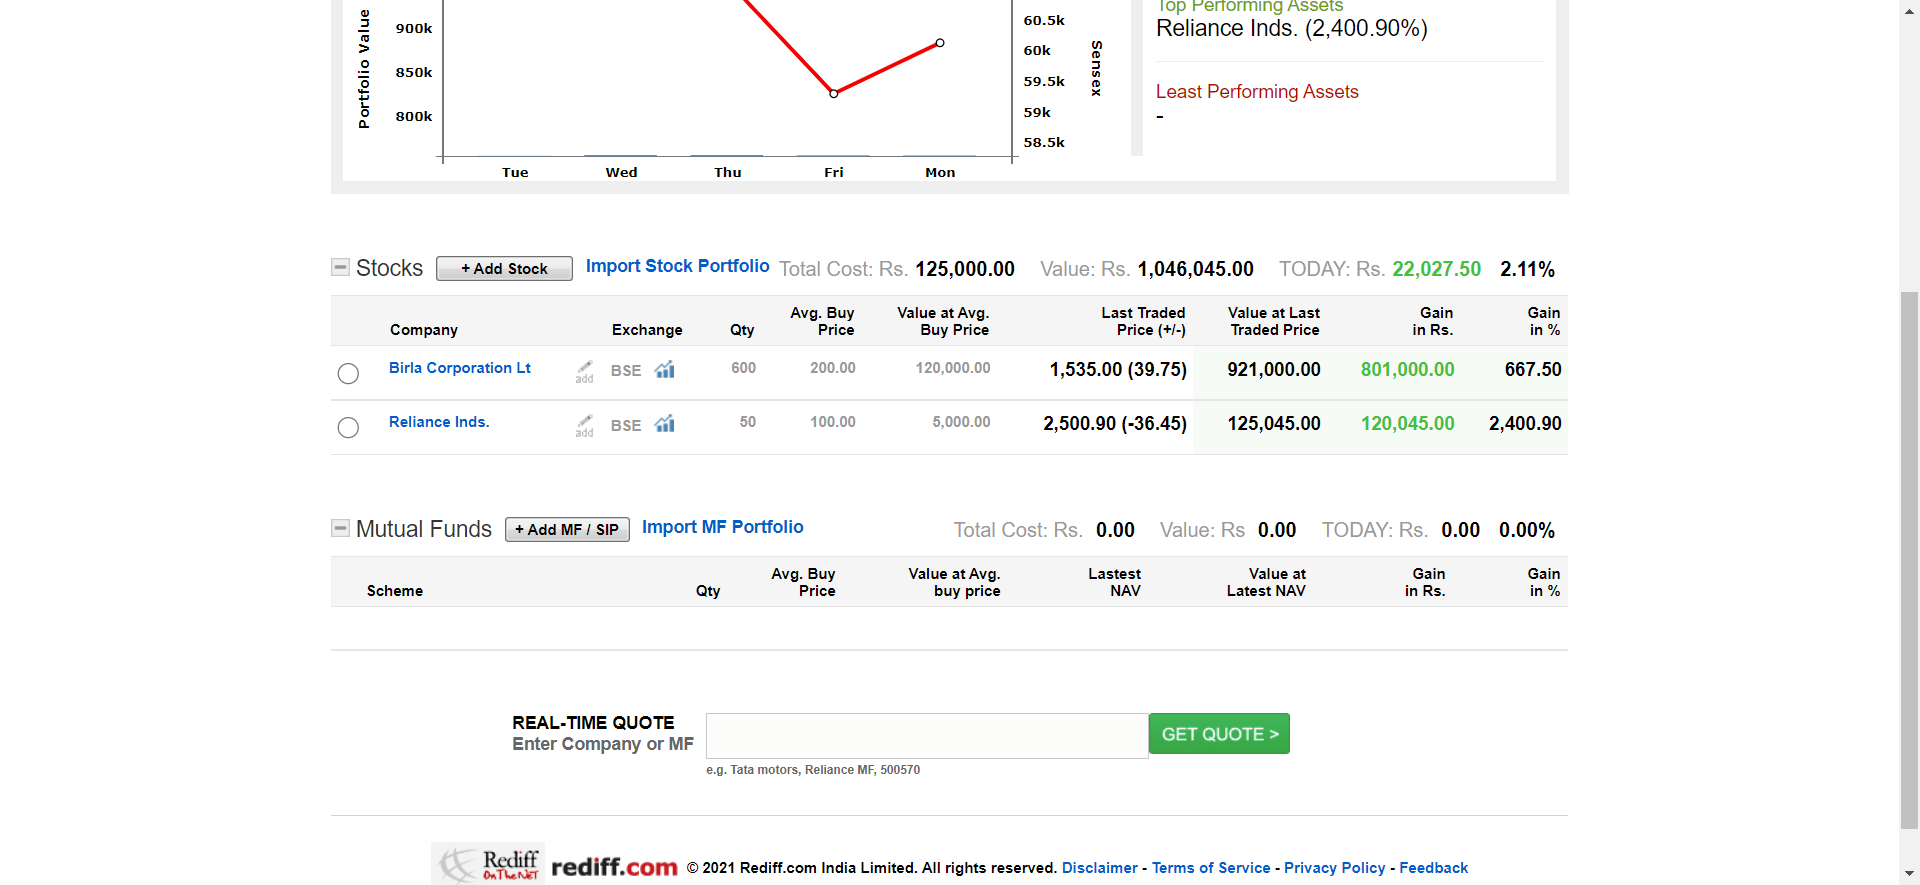 Top Performing Assets
Reliance Inds. (2,400.90%)
Least Performing Assets
-
Portfolio Value
900k
850k
800k
60.5k
60k
59.5k
59k
58.5k
Sensex
Tue Wed Thu Fri Mon
Stocks + Add Stock Import Stock Portfolio Total Cost: Rs. 125,000.00 Value: Rs. 1,046,045.00 TODAY: Rs. 22,027.50 2.11%
Company Exchange Qty Avg. Buy Price Value at Avg. Buy Price Last Traded Price (+/-) Value at Last Traded Price Gain in Rs. Gain in %
Birla Corporation Lt add BSE 600 200.00 120,000.00 1,535.00 (39.75) 921,000.00 801,000.00 667.50
Reliance Inds. add BSE 50 100.00 5,000.00 2,500.90 (-36.45) 125,045.00 120,045.00 2,400.90
Mutual Funds + Add MF / SIP Import MF Portfolio Total Cost: Rs. 0.00 Value: Rs 0.00 TODAY: Rs. 0.00 0.00%
Scheme Qty Avg. Buy Price Value at Avg. buy price Lastest NAV Value at Latest NAV Gain in Rs. Gain in %
REAL-TIME QUOTE
Enter Company or MF
GET QUOTE >
e.g. Tata motors, Reliance MF, 500570
Rediff On The NeT rediff.com © 2021 Rediff.com India Limited. All rights reserved. Disclaimer - Terms of Service - Privacy Policy - Feedback